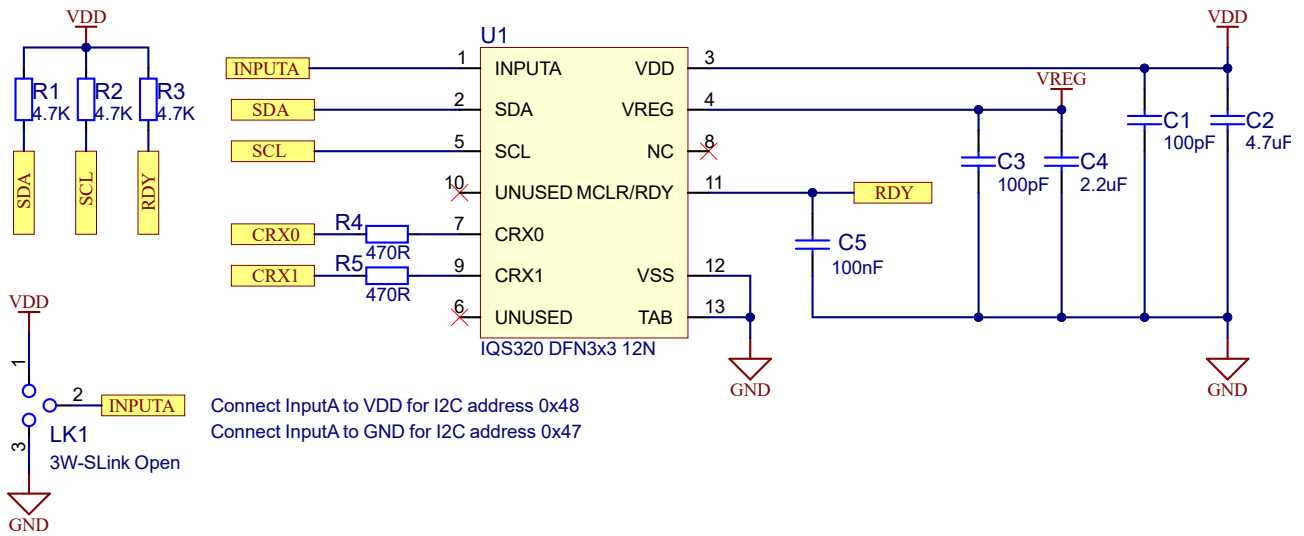 VDD
R1
4.7K
R2
4.7K
R3
4.7K
SDA
SCL
RDY
U1
INPUTA
1
INPUTA
SDA
2
SDA
SCL
5
SCL
10
UNUSED
CRX0
R4
470R
7
CRX0
CRX1
R5
470R
9
CRX1
6
UNUSED
VDD
3
VREG
4
NC
8
MCLR/RDY
11
VSS
12
TAB
13
IQS320 DFN3x3 12N
RDY
C5
100nF
VREG
C3
100pF
C4
2.2uF
VDD
C1
100pF
C2
4.7uF
GND
GND
VDD
1
2
INPUTA
3
LK1
3W-SLink Open
GND
Connect InputA to VDD for I2C address 0x48
Connect InputA to GND for I2C address 0x47